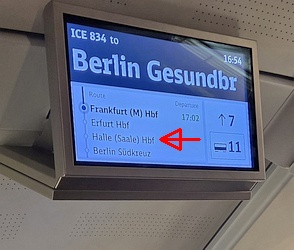 ICE 834 to
16:54
Berlin Gesundbr
Route
Departure
Frankfurt (M) Hbf
17:02
Erfurt Hbf
Halle (Saale) Hbf
Berlin Südkreuz
↑ 7
11